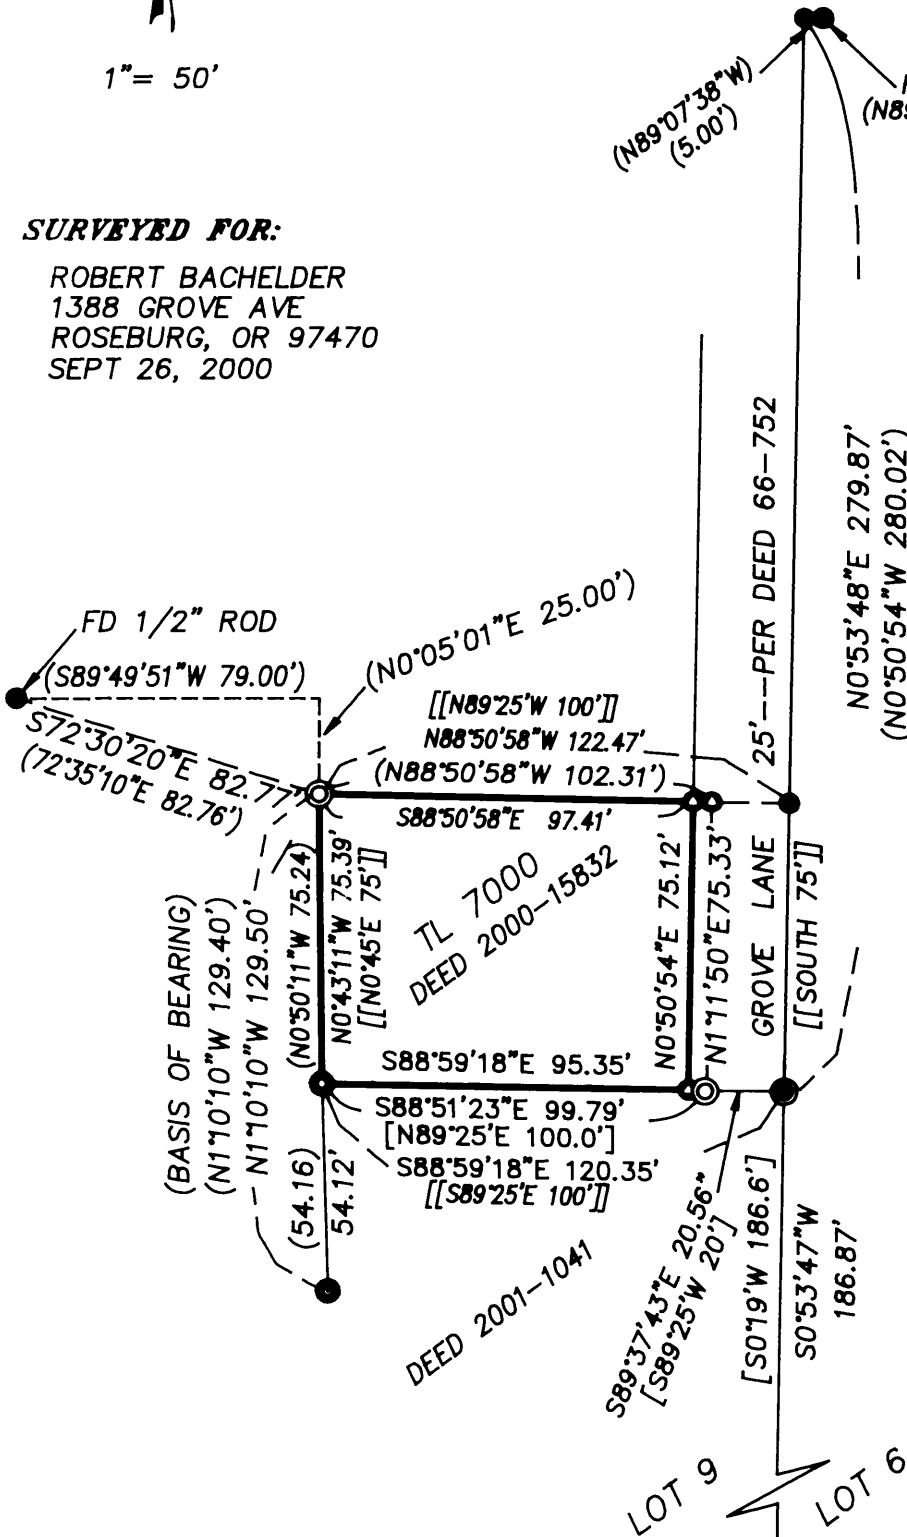 1"= 50'
(N89°07'38"W)
(5.00')
(N89
SURVEYED FOR:
ROBERT BACHELDER
1388 GROVE AVE
ROSEBURG, OR 97470
SEPT 26, 2000
25'---PER DEED 66-752
N0°53'48"E 279.87'
(N0°50'54"W 280.02')
FD 1/2" ROD
(S89°49'51"W 79.00')
(N0°05'01"E 25.00')
S72°30'20"E 82.77'
(72°35'10"E 82.76')
[[N89°25'W 100']]
N88°50'58"W 122.47'
(N88°50'58"W 102.31')
S88°50'58"E 97.41'
TL 7000
DEED 2000-15832
(BASIS OF BEARING)
(N1°10'10"W 129.40')
N1°10'10"W 129.50'
(N0°50'11"W 75.24)
N0°43'11"W 75.39'
[[N0°45'E 75']]
N0°50'54"E 75.12'
N1°11'50"E75.33'
GROVE LANE
[[SOUTH 75']]
S88°59'18"E 95.35'
S88°51'23"E 99.79'
[N89°25'E 100.0']
S88°59'18"E 120.35'
[[S89°25'E 100']]
(54.16)
54.12'
DEED 2001-1041
S89°37'43"E 20.56"
[S89°25'W 20']
[S0°19'W 186.6']
S0°53'47"W
186.87'
LOT 9
LOT 6